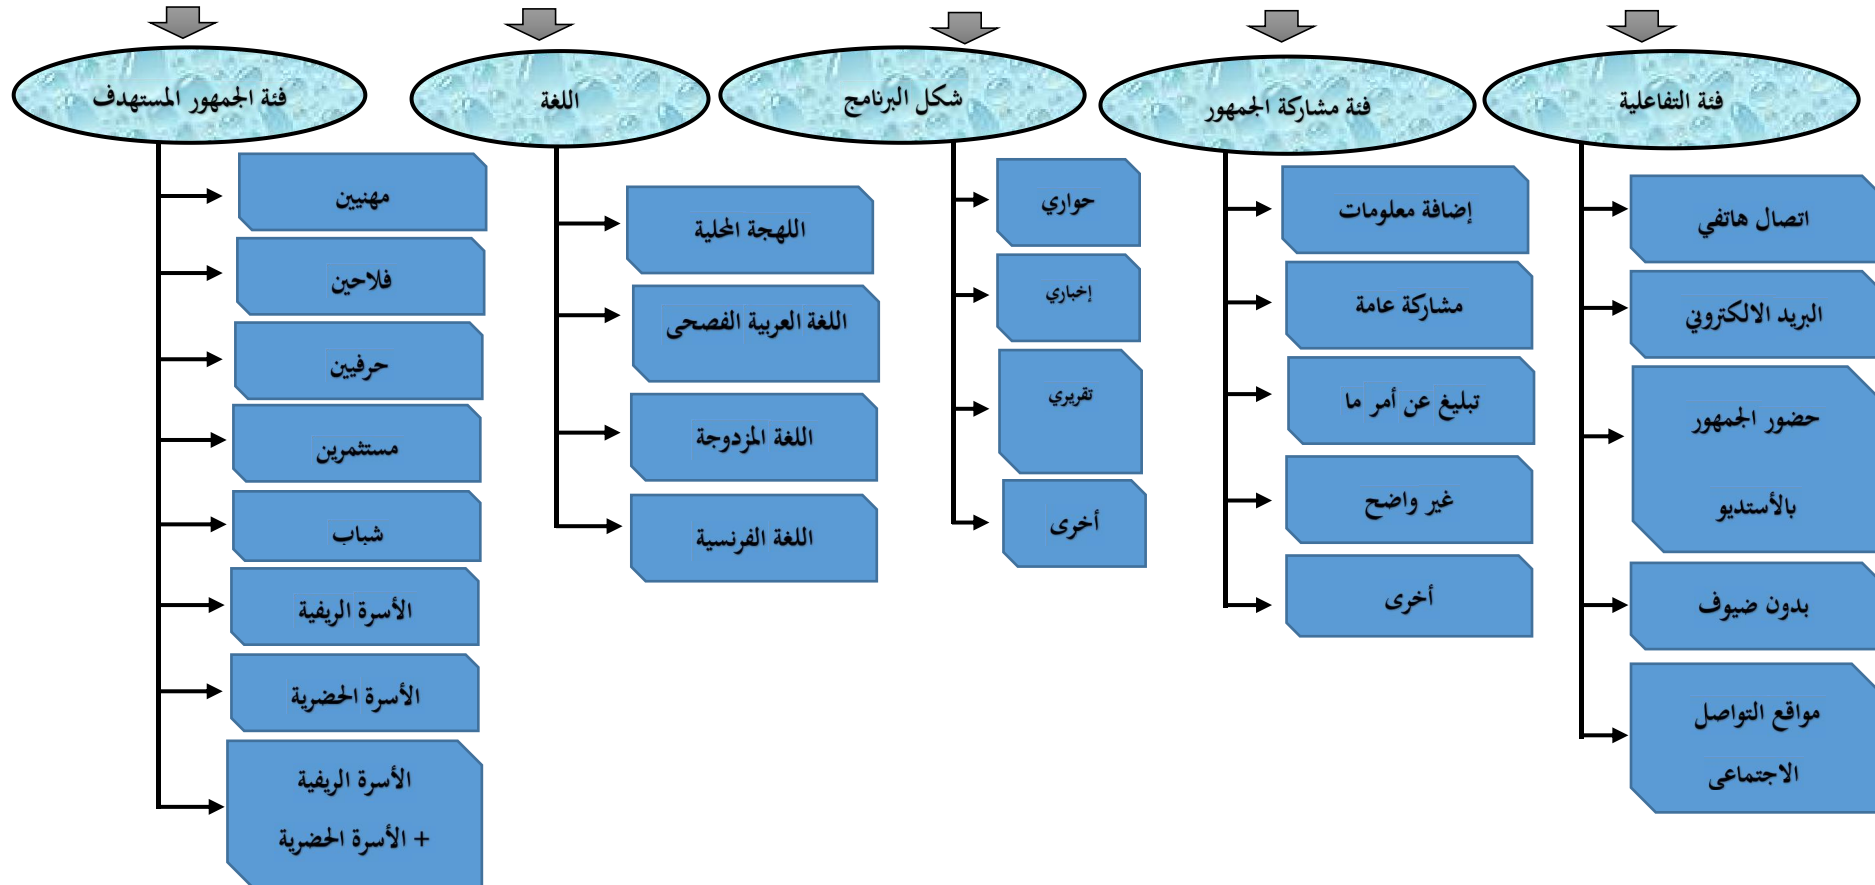 فئة التفاعلية
اتصال هاتفي
البريد الالكتروني
حضور الجمهور
بالأستديو
بدون ضيوف
مواقع التواصل
الاجتماعى
فئة مشاركة الجمهور
إضافة معلومات
مشاركة عامة
تبليغ عن أمر ما
غير واضح
أخرى
شكل البرنامج
حواري
إخباري
تقريري
أخرى
اللغة
اللهجة المحلية
اللغة العربية الفصحى
اللغة المزدوجة
اللغة الفرنسية
فئة الجمهور المستهدف
مهنيين
فلاحين
حرفيين
مستثمرين
شباب
الأسرة الريفية
الأسرة الحضرية
الأسرة الريفية
+ الأسرة الحضرية